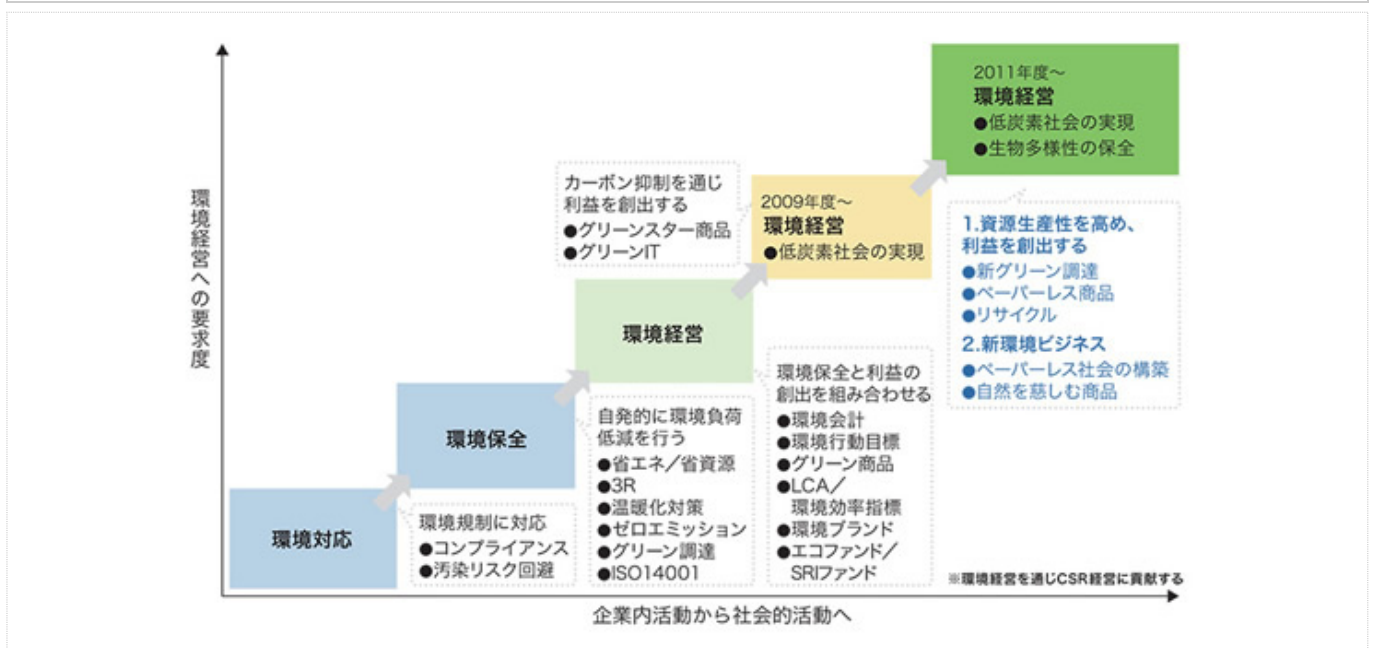 環境経営への要求度
環境対応
環境規制に対応
●コンプライアンス
●汚染リスク回避
環境保全
自発的に環境負荷
低減を行う
●省エネ／省資源
●3R
●温暖化対策
●ゼロエミッション
●グリーン調達
●ISO14001
環境経営
環境保全と利益の
創出を組み合わせる
●環境会計
●環境行動目標
●グリーン商品
●LCA／
環境効率指標
●環境ブランド
●エコファンド／
SRIファンド
カーボン抑制を通じ
利益を創出する
●グリーンスター商品
●グリーンIT
2009年度～
環境経営
●低炭素社会の実現
2011年度～
環境経営
●低炭素社会の実現
●生物多様性の保全
1.資源生産性を高め、
利益を創出する
●新グリーン調達
●ペーパーレス商品
●リサイクル
2.新環境ビジネス
●ペーパーレス社会の構築
●自然を慈しむ商品
※環境経営を通じCSR経営に貢献する
企業内活動から社会的活動へ